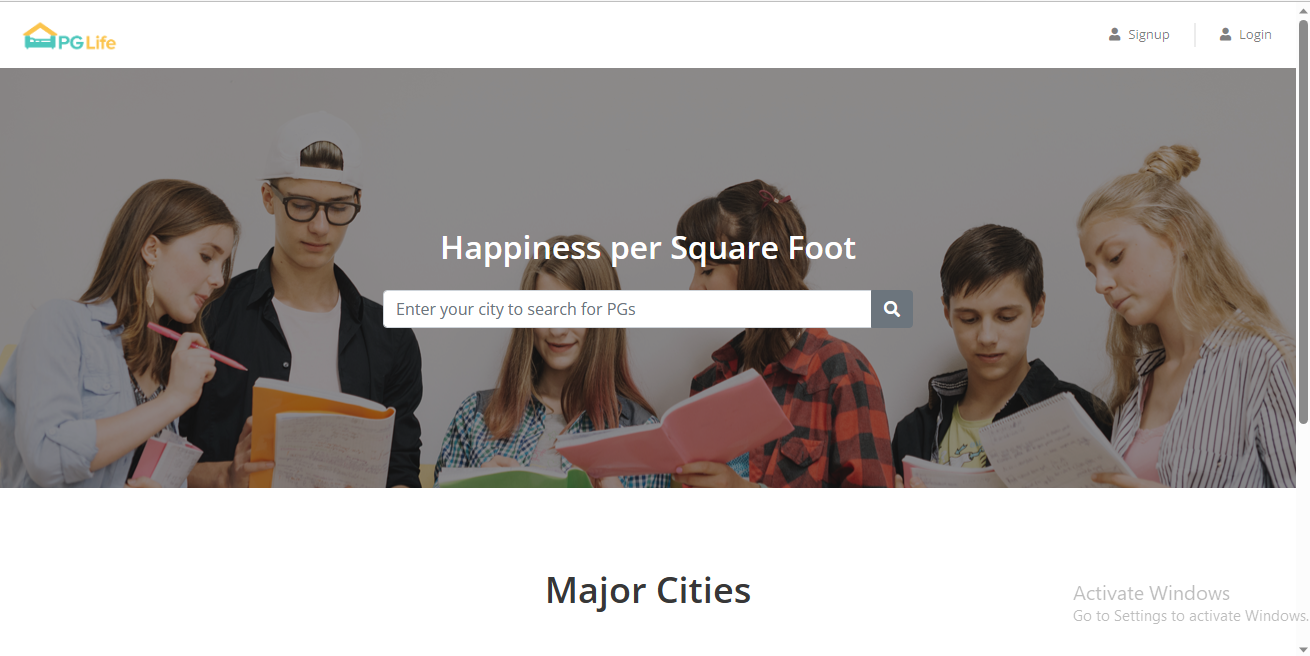 PG Life
Signup
Login
Happiness per Square Foot
Enter your city to search for PGs
Major Cities
Activate Windows
Go to Settings to activate Windows.